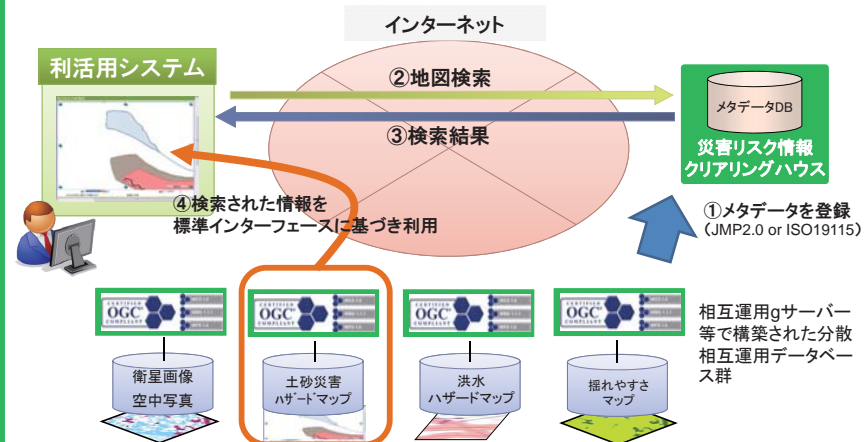 インターネット
利活用システム
②地図検索
③検索結果
メタデータDB
災害リスク情報
クリアリングハウス
①メタデータを登録
（JMP2.0 or ISO19115）
④検索された情報を
標準インターフェースに基づき利用
CERTIFIED
OGC
COMPLIANT
CERTIFIED
OGC
COMPLIANT
CERTIFIED
OGC
COMPLIANT
CERTIFIED
OGC
COMPLIANT
相互運用gサーバー
等で構築された分散
相互運用データベー
ス群
衛星画像
空中写真
土砂災害
ﾊｻﾞｰﾄﾞマップ
洪水
ハザードマップ
揺れやすさ
マップ